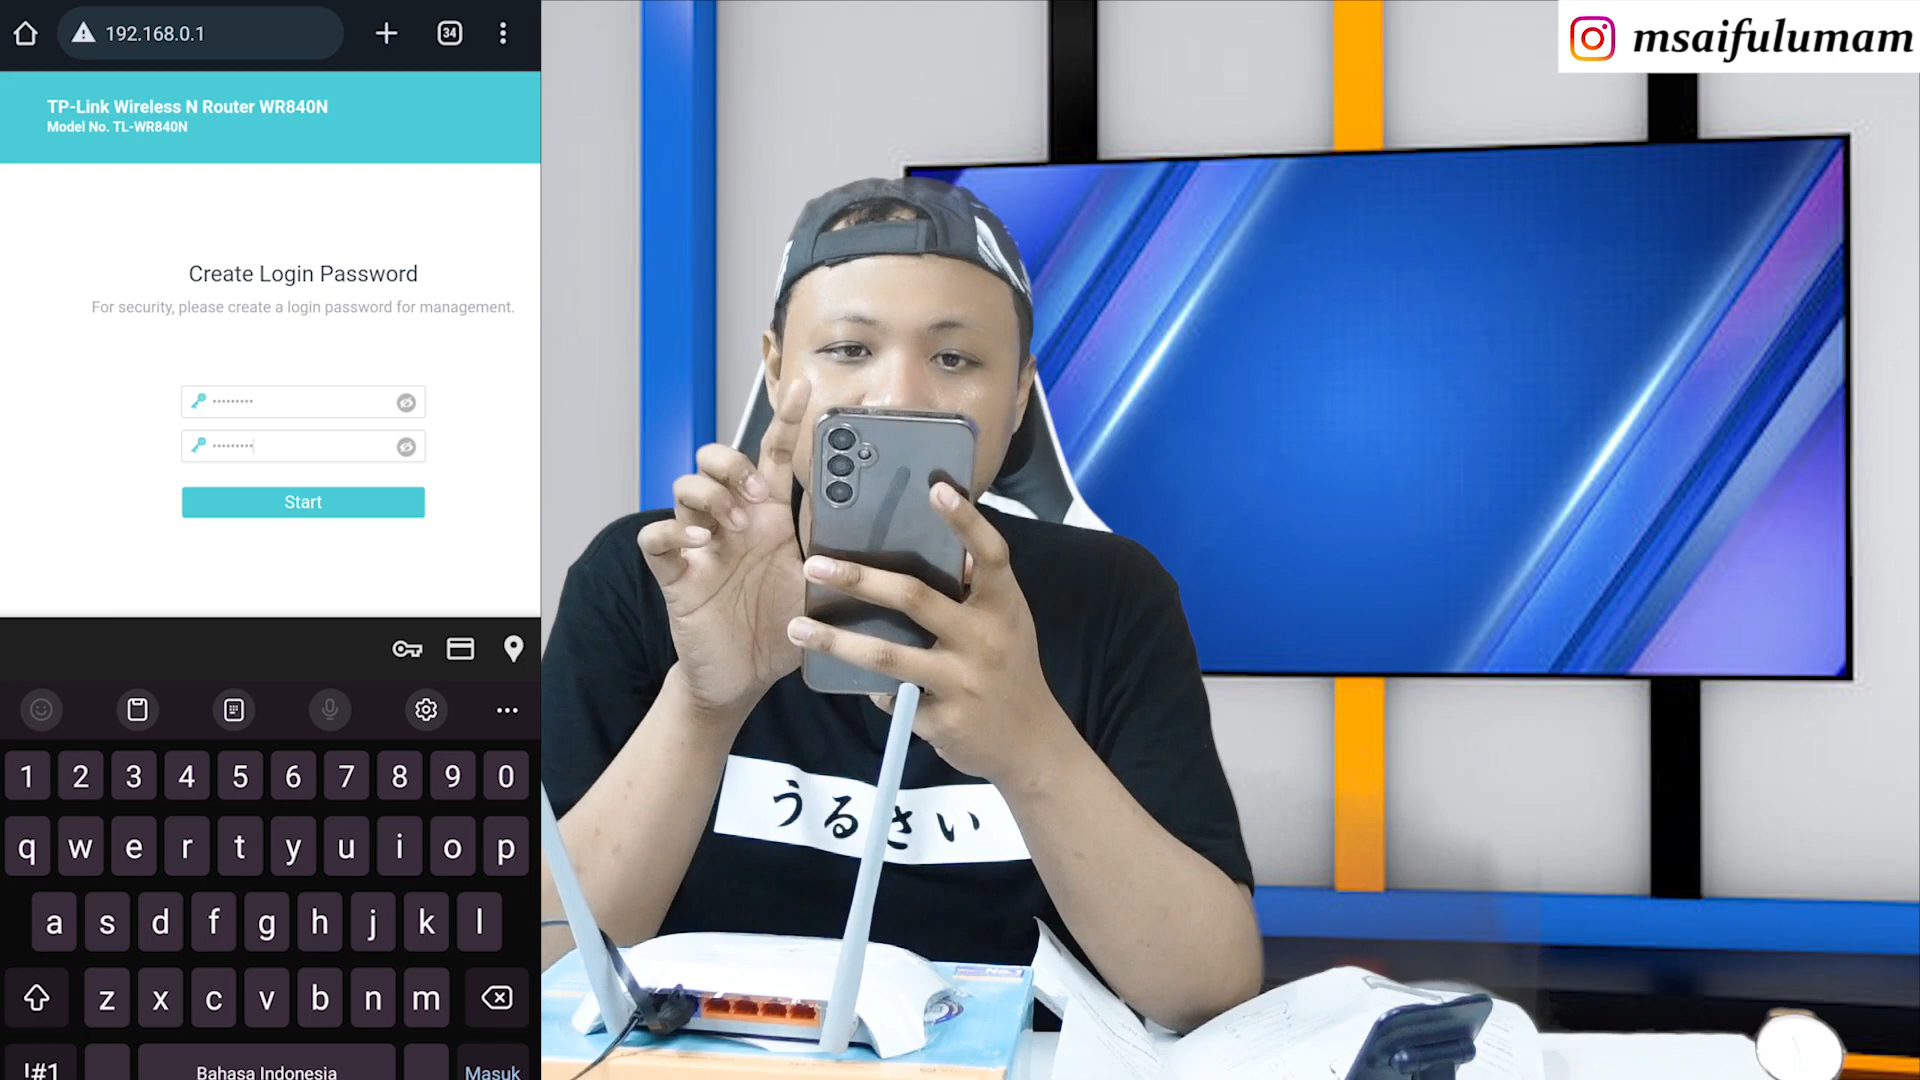 192.168.0.1
34
TP-Link Wireless N Router WR840N
Model No. TL-WR840N
Create Login Password
For security, please create a login password for management.
Start
1 2 3 4 5 6 7 8 9 0
q w e r t y u i o p
a s d f g h j k l
z x c v b n m
!#1
Bahasa Indonesia
Masuk
msaifulumam
うるさい
No.1